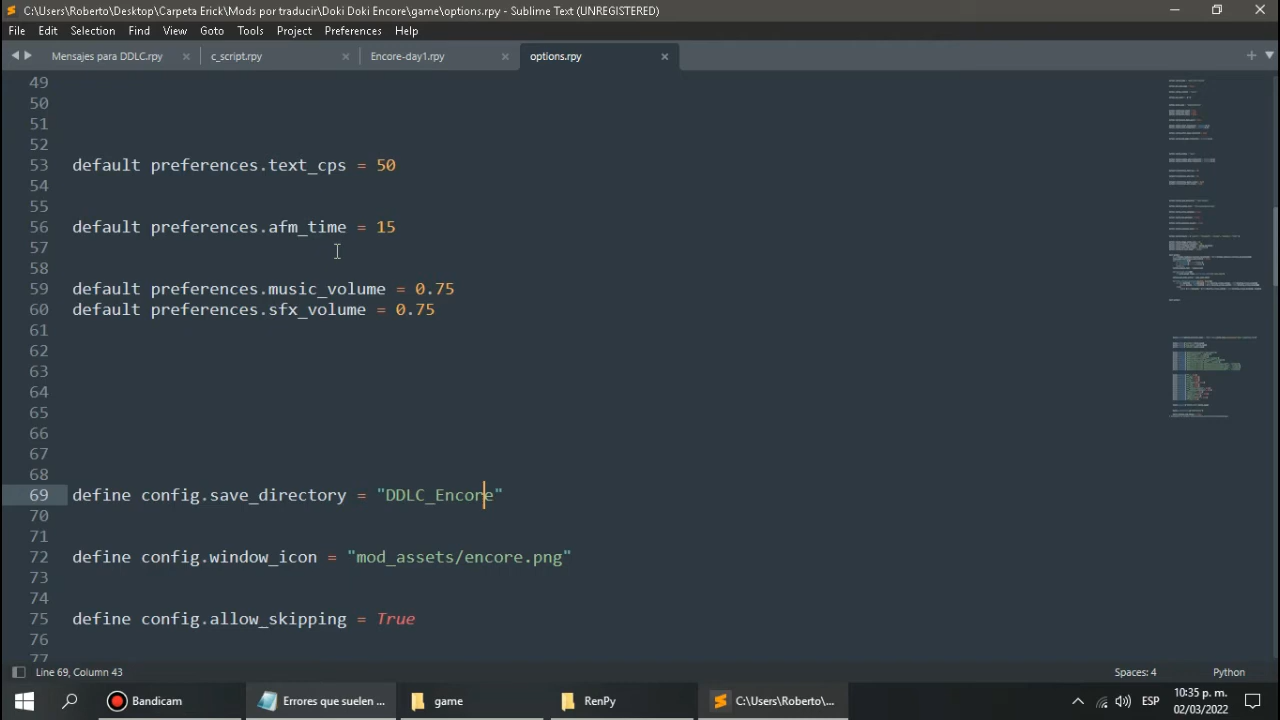 C:\Users\Roberto\Desktop\Carpeta Erick\Mods por traducir\Doki Doki Encore\game\options.rpy - Sublime Text (UNREGISTERED)
File Edit Selection Find View Goto Tools Project Preferences Help
Mensajes para DDLC.rpy c_script.rpy Encore-day1.rpy options.rpy
49
50
51
52
53 default preferences.text_cps = 50
54
55
56 default preferences.afm_time = 15
57
58
59 default preferences.music_volume = 0.75
60 default preferences.sfx_volume = 0.75
61
62
63
64
65
66
67
68
69 define config.save_directory = "DDLC_Encore"
70
71
72 define config.window_icon = "mod_assets/encore.png"
73
74
75 define config.allow_skipping = True
76
77
Line 69, Column 43 Spaces: 4 Python
Bandicam Errores que suelen ... game RenPy C:\Users\Roberto\... ESP 10:35 p. m.
02/03/2022